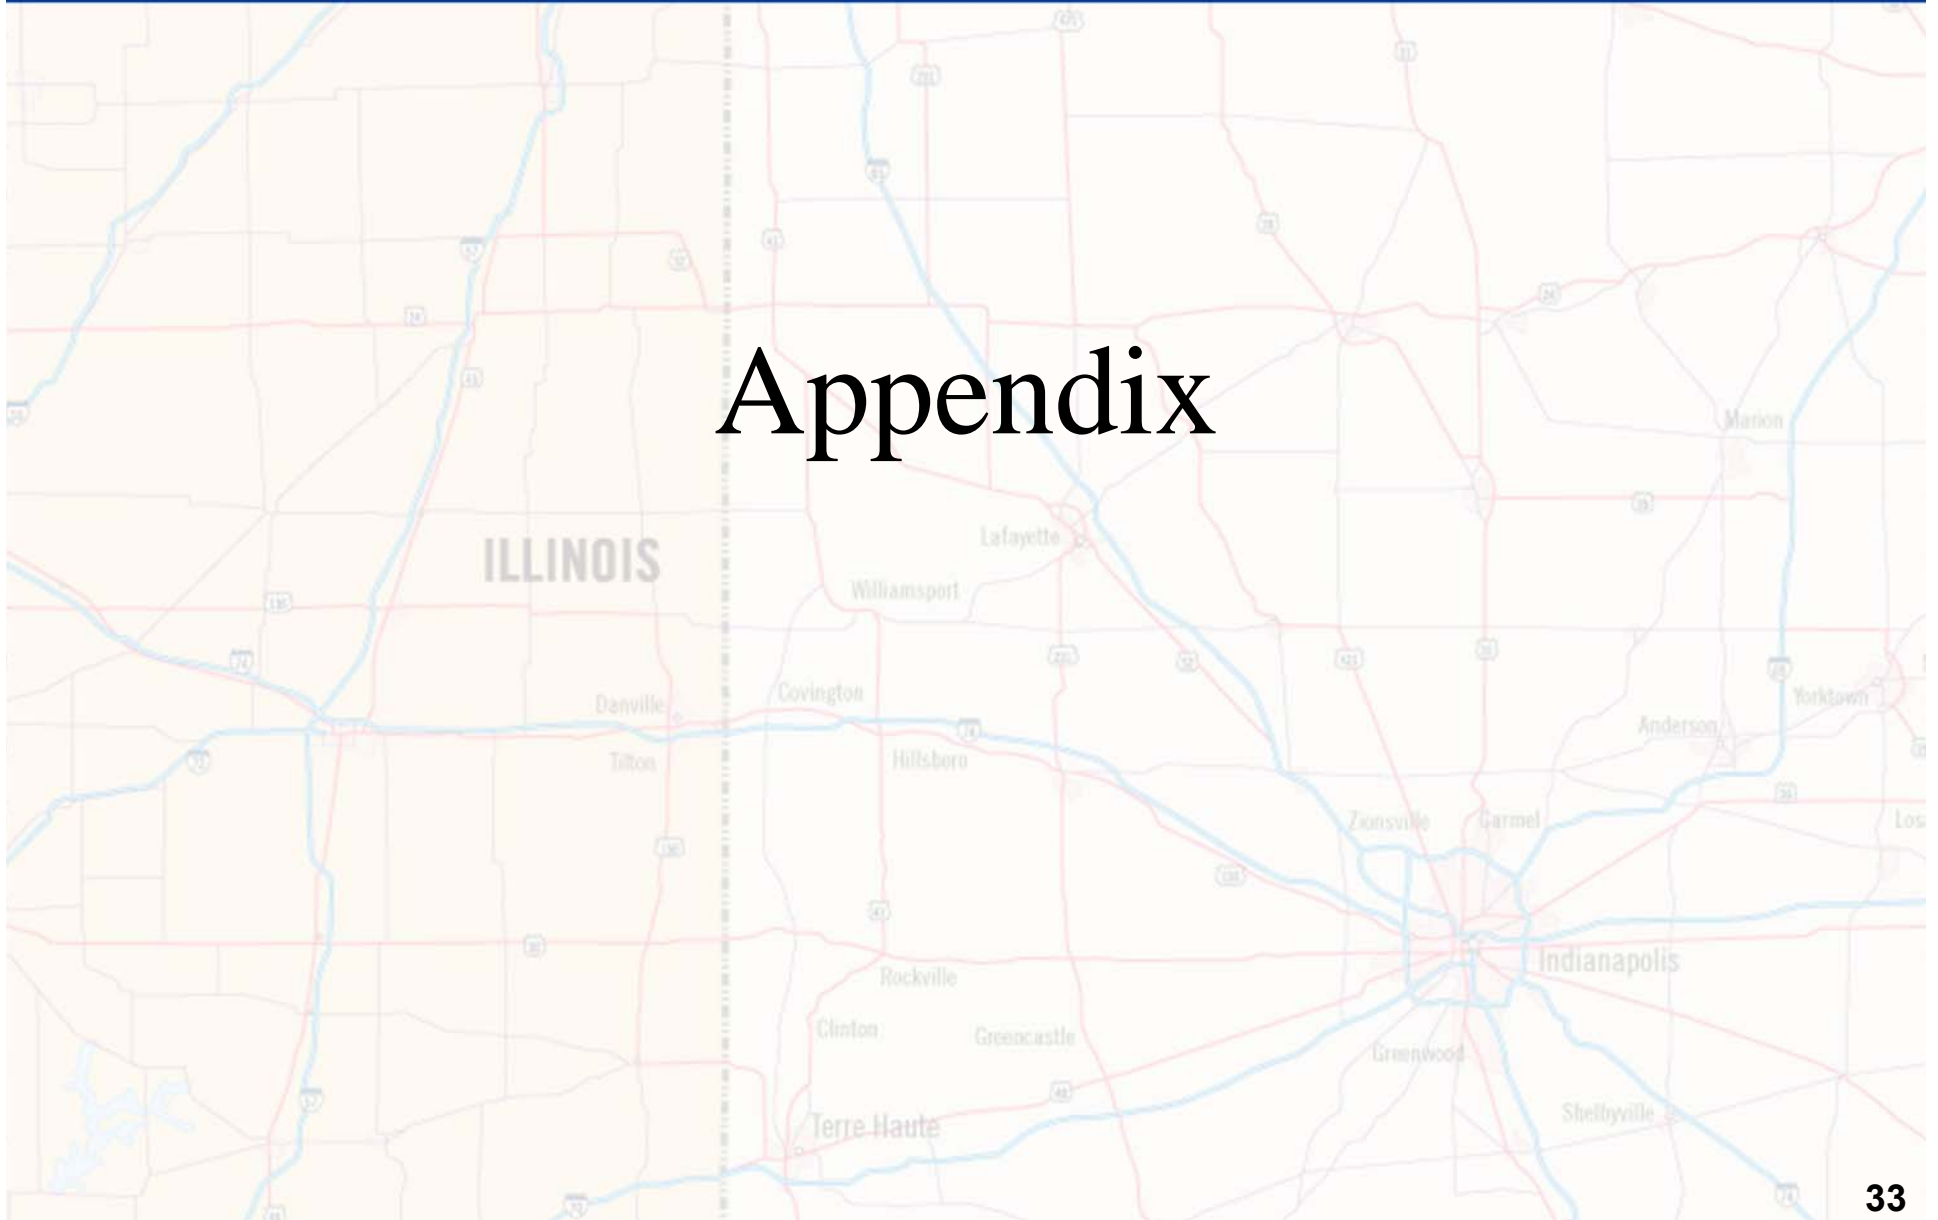 Appendix
Marion
ILLINOIS
Lafayette
Williamsport
Danville
Covington
Yorktown
Anderson
Tilton
Hillsboro
Zionsville
Carmel
Los
Indianapolis
Rockville
Clinton
Greencastle
Greenwood
Terre Haute
Shelbyville
33